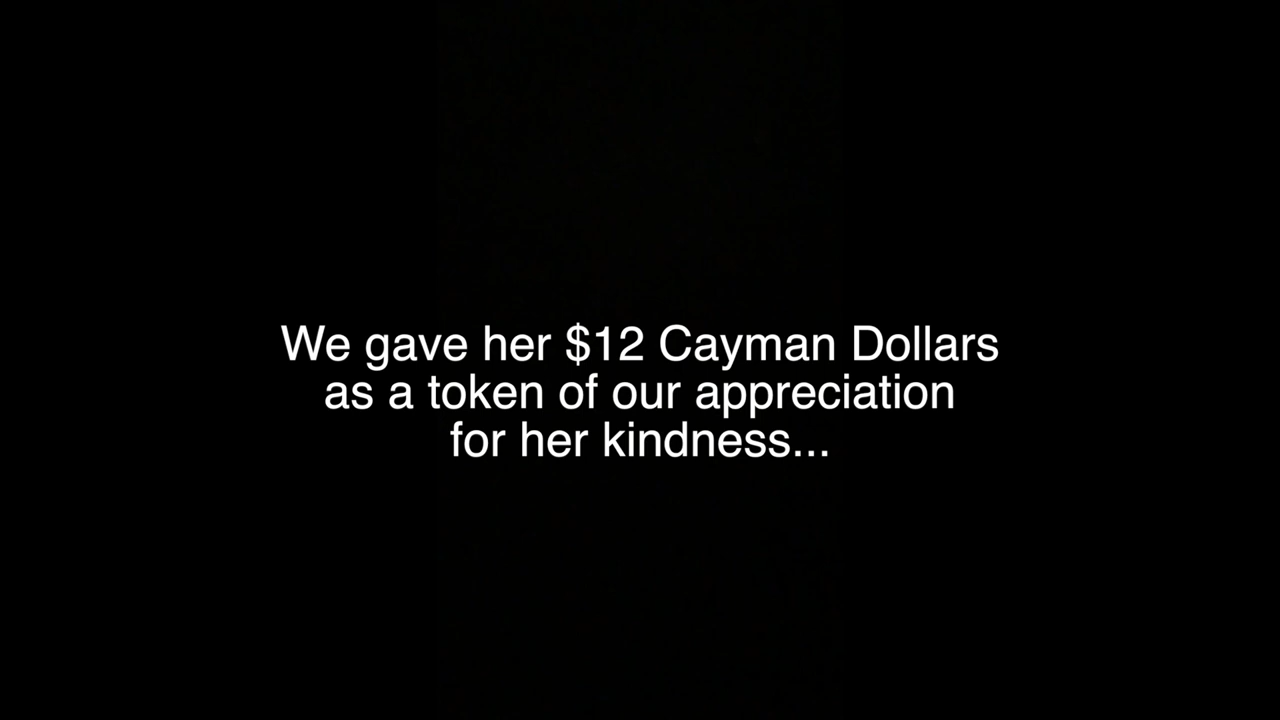 We gave her $12 Cayman Dollars
as a token of our appreciation
for her kindness...